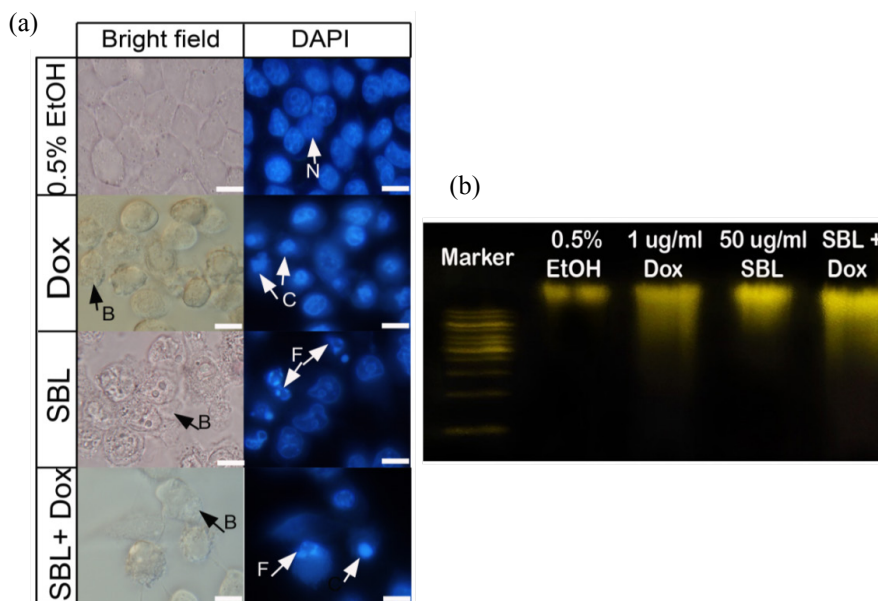 (a)
Bright field DAPI
0.5% EtOH
N
Dox
B
C
SBL
B
F
SBL+ Dox
B
F
C
(b)
Marker
0.5%
EtOH
1 ug/ml
Dox
50 ug/ml
SBL
SBL +
Dox